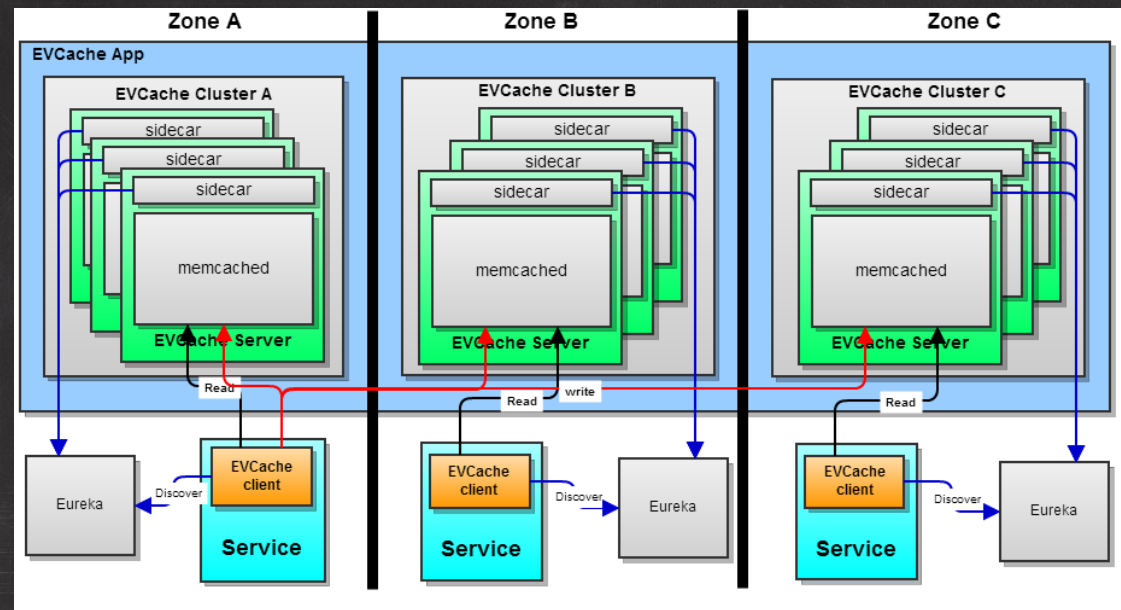 Zone A
Zone B
Zone C
EVCache App
EVCache Cluster A
sidecar
sidecar
sidecar
memcached
EVCache Server
EVCache Cluster B
sidecar
sidecar
sidecar
memcached
EVCache Server
EVCache Cluster C
sidecar
sidecar
sidecar
memcached
EVCache Server
Read
Read
write
Read
Eureka
Discover
EVCache
client
Service
EVCache
client
Service
Discover
Eureka
EVCache
client
Service
Discover
Eureka